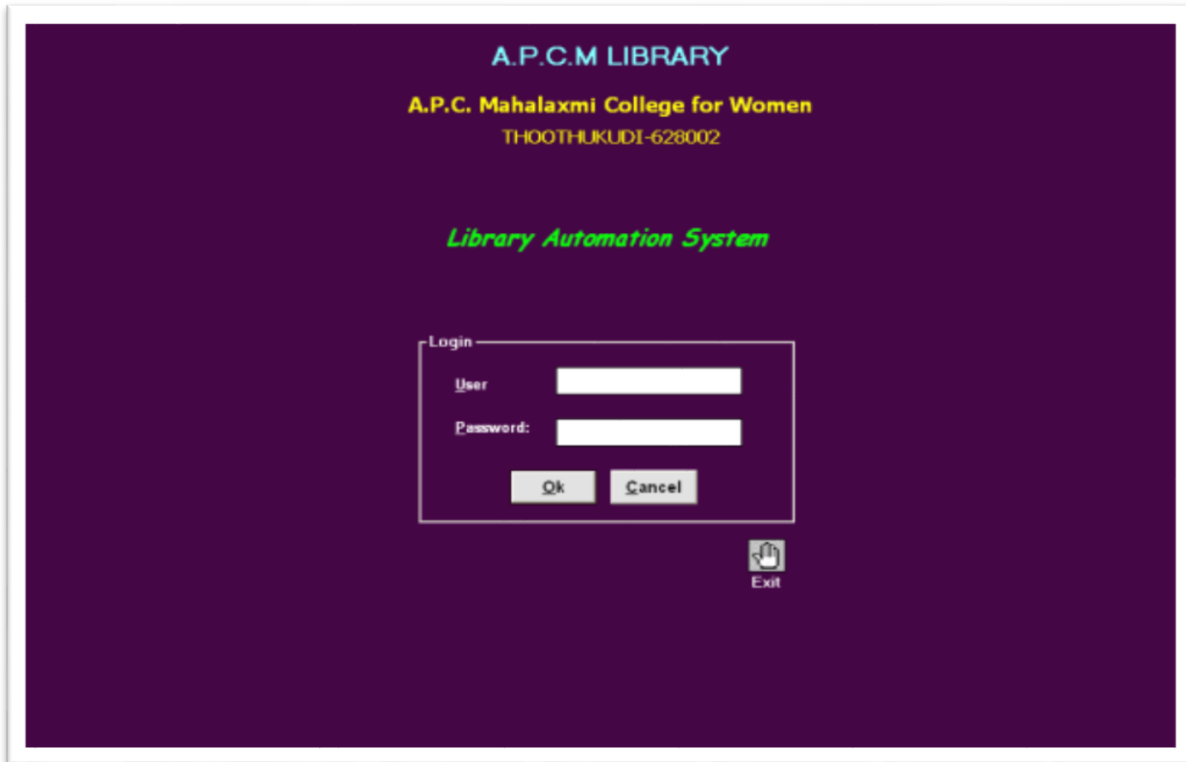 A.P.C.M LIBRARY
A.P.C. Mahalaxmi College for Women
THOOTHUKUDI-628002
Library Automation System
Login
User
Password:
Ok Cancel
Exit